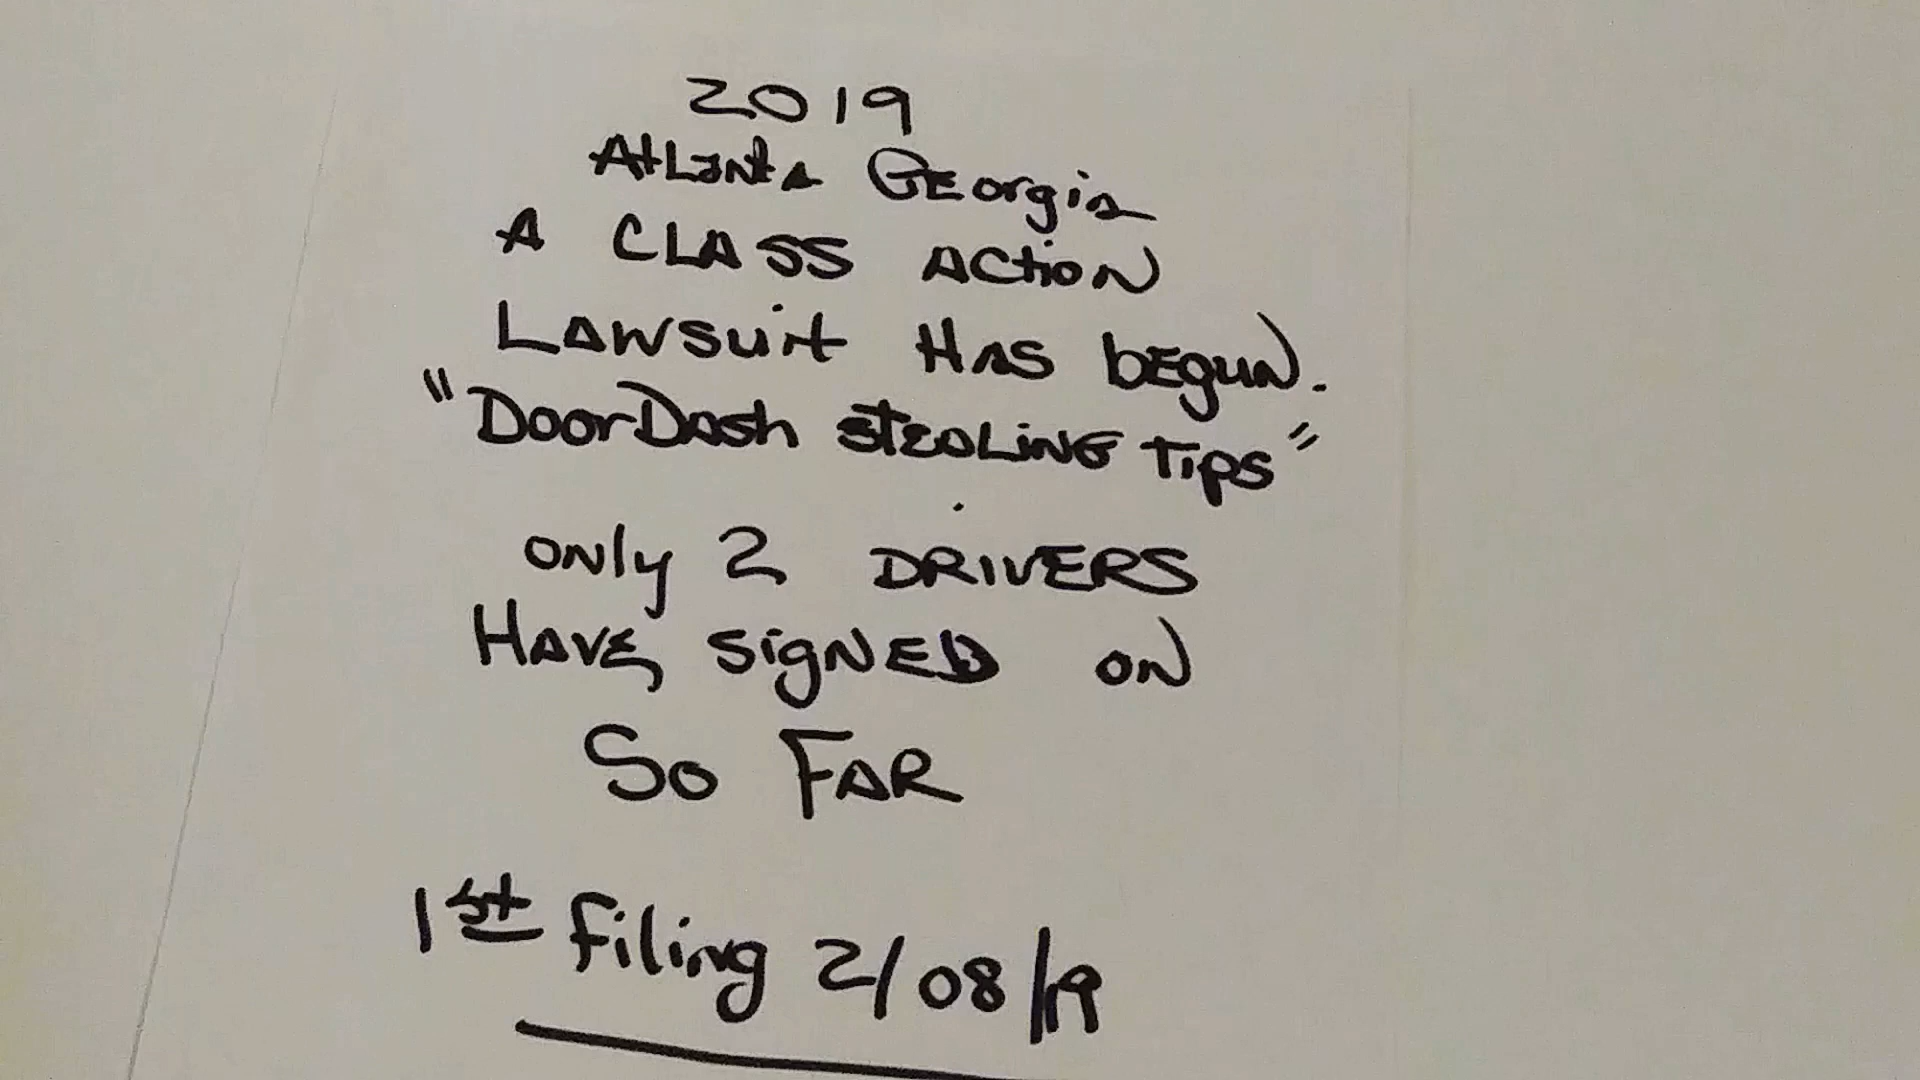 2019
Atlanta Georgia
A CLASS ACtion
LAWSuit HAS bEgun.
"DoorDash stealing tips"
only 2 DRIVERS
HAVE SigNED ON
So FAR
1st filing 2/08/19